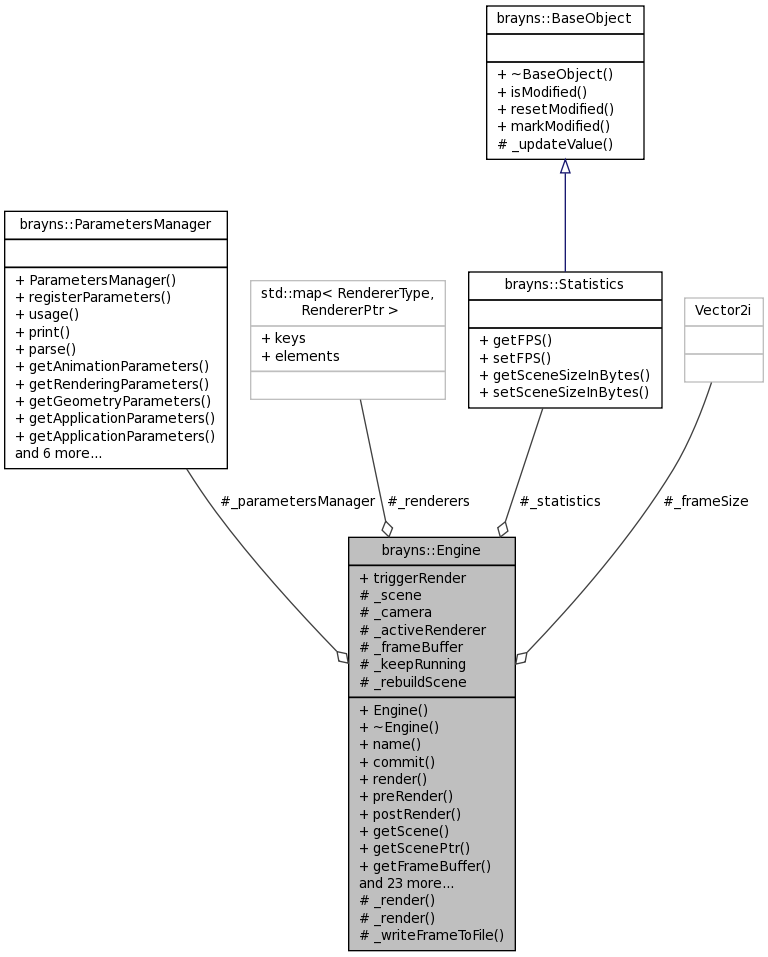 brayns::BaseObject
+ ~BaseObject()
+ isModified()
+ resetModified()
+ markModified()
# _updateValue()
brayns::ParametersManager
+ ParametersManager()
+ registerParameters()
+ usage()
+ print()
+ parse()
+ getAnimationParameters()
+ getRenderingParameters()
+ getGeometryParameters()
+ getApplicationParameters()
+ getApplicationParameters()
and 6 more...
std::map< RendererType,
RendererPtr >
+ keys
+ elements
brayns::Statistics
+ getFPS()
+ setFPS()
+ getSceneSizeInBytes()
+ setSceneSizeInBytes()
Vector2i
#_parametersManager
#_renderers
#_statistics
#_frameSize
brayns::Engine
+ triggerRender
# _scene
# _camera
# _activeRenderer
# _frameBuffer
# _keepRunning
# _rebuildScene
+ Engine()
+ ~Engine()
+ name()
+ commit()
+ render()
+ preRender()
+ postRender()
+ getScene()
+ getScenePtr()
+ getFrameBuffer()
and 23 more...
# _render()
# _render()
# _writeFrameToFile()